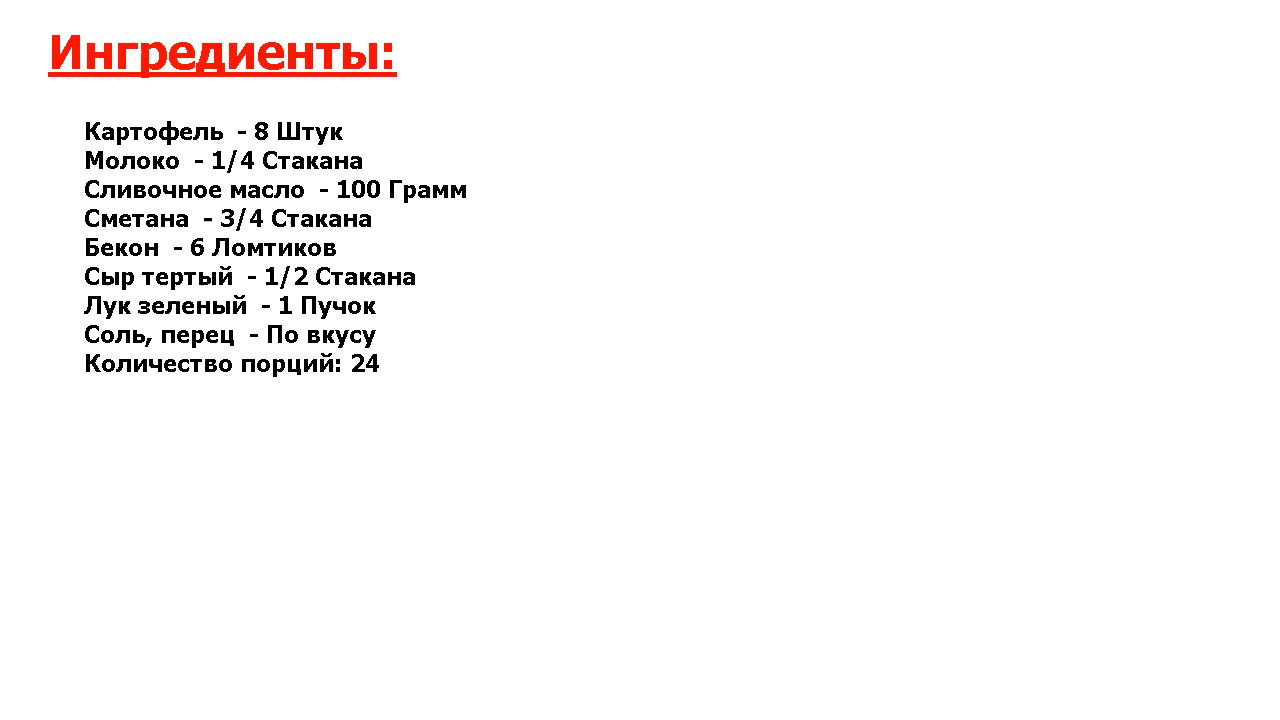 Ингредиенты:
Картофель  - 8 Штук
Молоко  - 1/4 Стакана
Сливочное масло  - 100 Грамм
Сметана  - 3/4 Стакана
Бекон  - 6 Ломтиков
Сыр тертый  - 1/2 Стакана
Лук зеленый  - 1 Пучок
Соль, перец  - По вкусу
Количество порций: 24